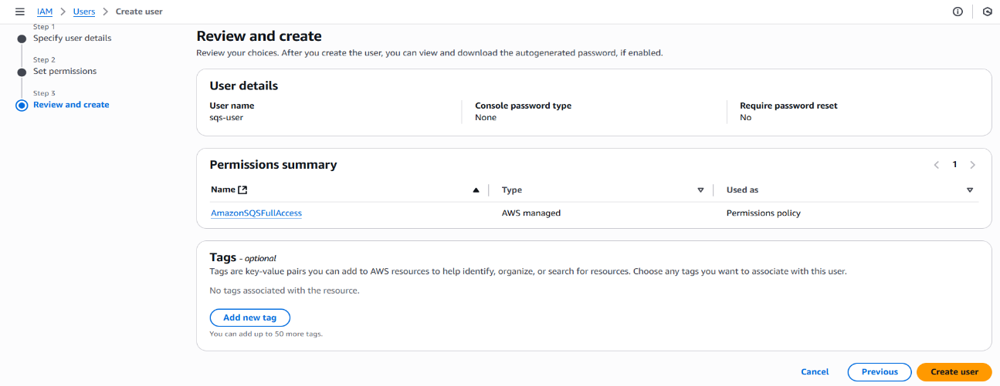 IAM > Users > Create user
Step 1
Specify user details
Step 2
Set permissions
Step 3
Review and create
Review and create
Review your choices. After you create the user, you can view and download the autogenerated password, if enabled.
User details
User name Console password type Require password reset
sqs-user None No
Permissions summary 1
Name Type Used as
AmazonSQSFullAccess AWS managed Permissions policy
Tags - optional
Tags are key-value pairs you can add to AWS resources to help identify, organize, or search for resources. Choose any tags you want to associate with this user.
No tags associated with the resource.
Add new tag
You can add up to 50 more tags.
Cancel Previous Create user